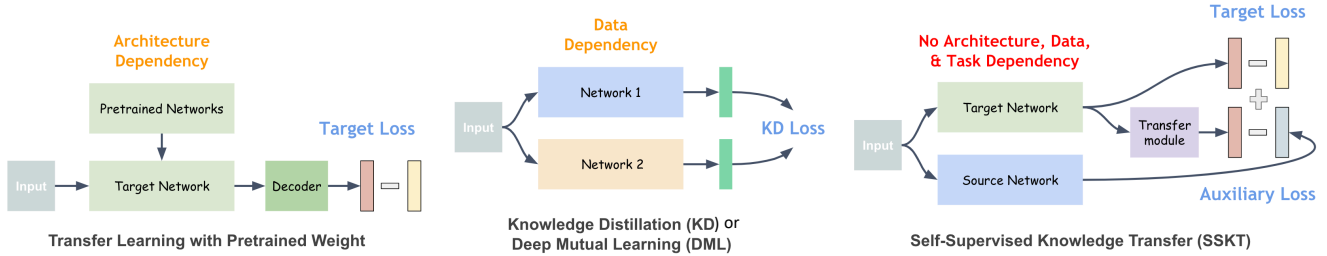 Architecture
Dependency
Pretrained Networks
Target Loss
Input
Target Network
Decoder
Transfer Learning with Pretrained Weight
Data
Dependency
Network 1
Input
KD Loss
Network 2
Knowledge Distillation (KD) or
Deep Mutual Learning (DML)
Target Loss
No Architecture, Data,
& Task Dependency
Target Network
Input
Transfer
module
Source Network
Auxiliary Loss
Self-Supervised Knowledge Transfer (SSKT)